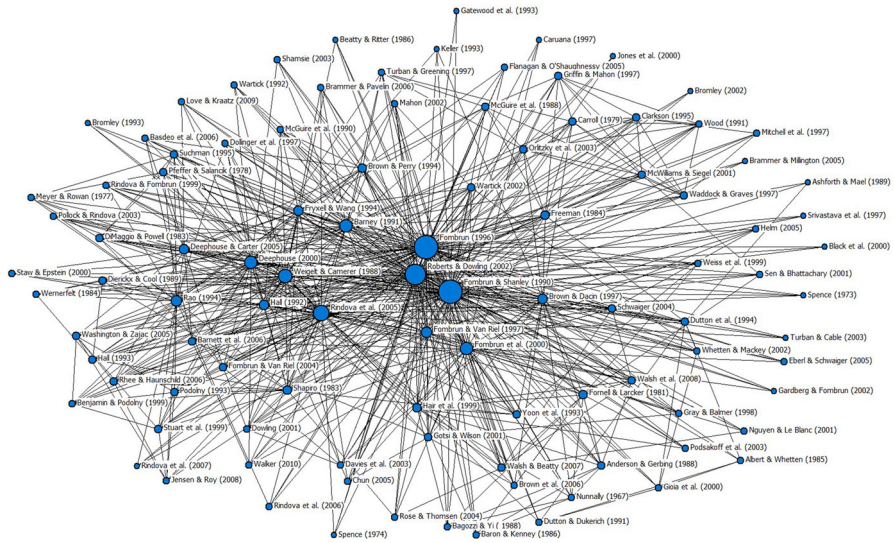 Gatewood et al. (1993)
Beatty & Ritter (1986)
Caruana (1997)
Keller (1993)
Jones et al. (2000)
Shamsie (2003)
Flanagan & O'Shaughnessy (2005)
Turban & Greening (1997)
Griffin & Mahon (1997)
Wartick (1992)
Brammer & Pavelin (2006)
Bromley (2002)
Love & Kraatz (2009)
Mahon (2002)
McGuire et al. (1988)
Clarkson (1995)
Bromley (1993)
Carroll (1979)
Wood (1991)
McGuire et al. (1990)
Mitchell et al. (1997)
Basdeo et al. (2006)
Dolinger et al. (1997)
Orlitzky et al. (2003)
Suchman (1995)
Brammer & Millington (2005)
Brown & Perry (1994)
Pfeffer & Salanck (1978)
McWilliams & Siegel (2001)
Ashforth & Mael (1989)
Rindova & Fombrun (1999)
Wartick (2002)
Waddock & Graves (1997)
Meyer & Rowan (1977)
Fryxell & Wang (1994)
Pollock & Rindova (2003)
Freeman (1984)
Srivastava et al. (1997)
Barney (1991)
Helm (2005)
DiMaggio & Powell (1983)
Deephouse & Carter (2005)
Fombrun (1996)
Black et al. (2000)
Deephouse (2000)
Weiss et al. (1999)
Staw & Epstein (2000)
Weigelt & Camerer (1988)
Roberts & Dowling (2002)
Sen & Bhattachary (2001)
Derickx & Cool (1989)
Fombrun & Shanley (1990)
Wernerfelt (1984)
Rao (1994)
Hall (1992)
Brown & Dacin (1997)
Spence (1973)
Schwaiger (2004)
Rindova et al. (2005)
Dutton et al. (1994)
Washington & Zajac (2005)
Fombrun & Van Riel (1997)
Turban & Cable (2003)
Barnett et al. (2006)
Fombrun et al. (2000)
Whetten & Mackey (2002)
Hall (1993)
Eberl & Schwaiger (2005)
Fombrun & Van Riel (2004)
Rhee & Haunschild (2006)
Walsh et al. (2008)
Podolny (1993)
Shapiro (1983)
Fornell & Larcker (1981)
Gardberg & Fombrun (2002)
Benjamin & Podolny (1999)
Hair et al. (1999)
Yoon et al. (1993)
Gray & Balmer (1998)
Stuart et al. (1999)
Dowling (2001)
Nguyen & Le Blanc (2001)
Gotsi & Wilson (2001)
Podsakoff et al. (2003)
Rindova et al. (2007)
Walker (2010)
Davies et al. (2003)
Walsh & Beatty (2007)
Anderson & Gerbing (1988)
Albert & Whetten (1985)
Jensen & Roy (2008)
Chun (2005)
Brown et al. (2006)
Gioia et al. (2000)
Nunnally (1967)
Rindova et al. (2006)
Rose & Thomsen (2004)
Dutton & Dukerich (1991)
Bagozzi & Yi ( 1988)
Spence (1974)
Baron & Kenney (1986)